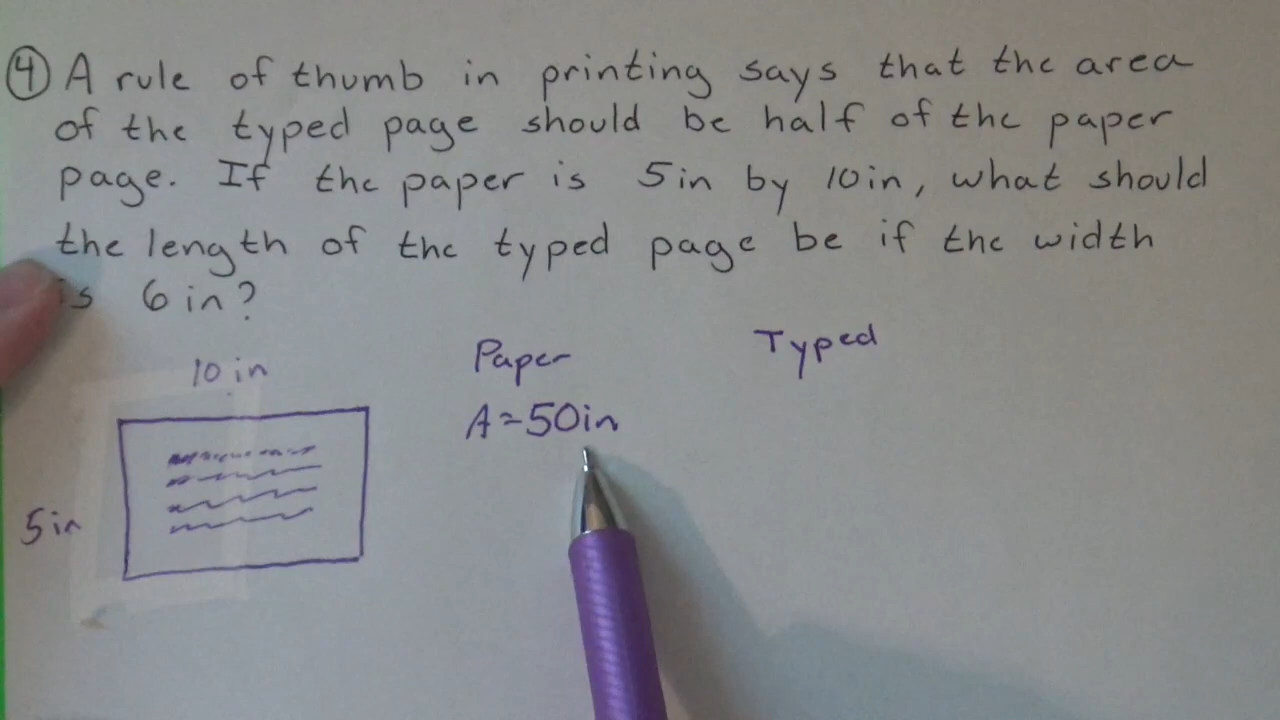 ④ A rule of thumb in printing says that the area
of the typed page should be half of the paper
page. If the paper is 5in by 10in, what should
the length of the typed page be if the width
is 6in?
10 in
Paper
Typed
A=50in
5in